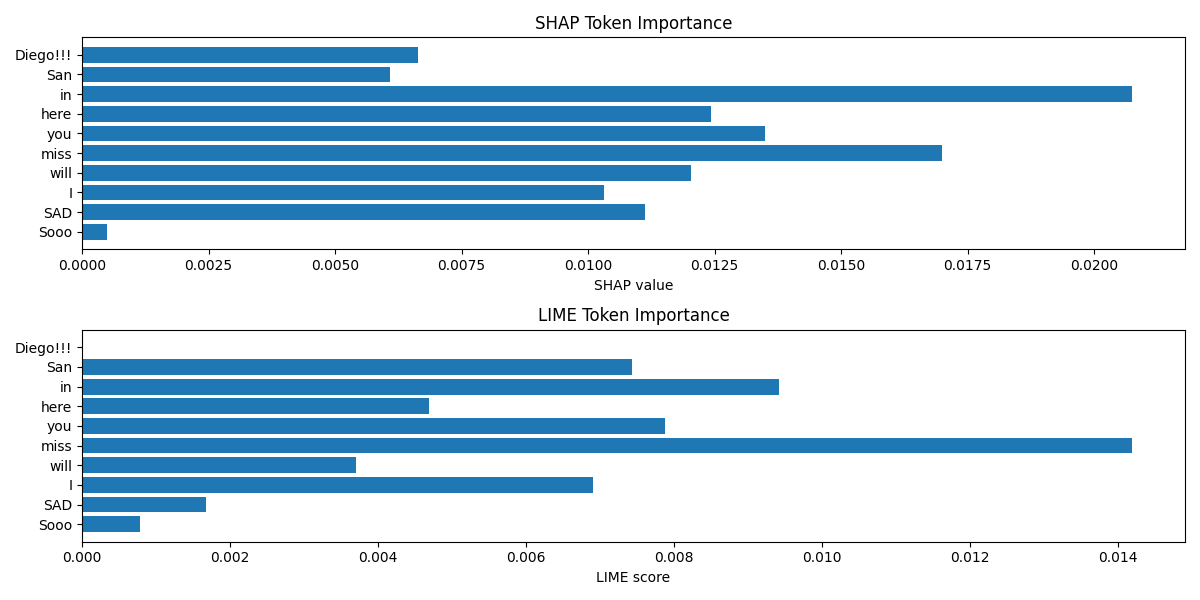 SHAP Token Importance
Diego!!!
San
in
here
you
miss
will
I
SAD
Sooo
0.0000 0.0025 0.0050 0.0075 0.0100 0.0125 0.0150 0.0175 0.0200
SHAP value
LIME Token Importance
Diego!!!
San
in
here
you
miss
will
I
SAD
Sooo
0.000 0.002 0.004 0.006 0.008 0.010 0.012 0.014
LIME score